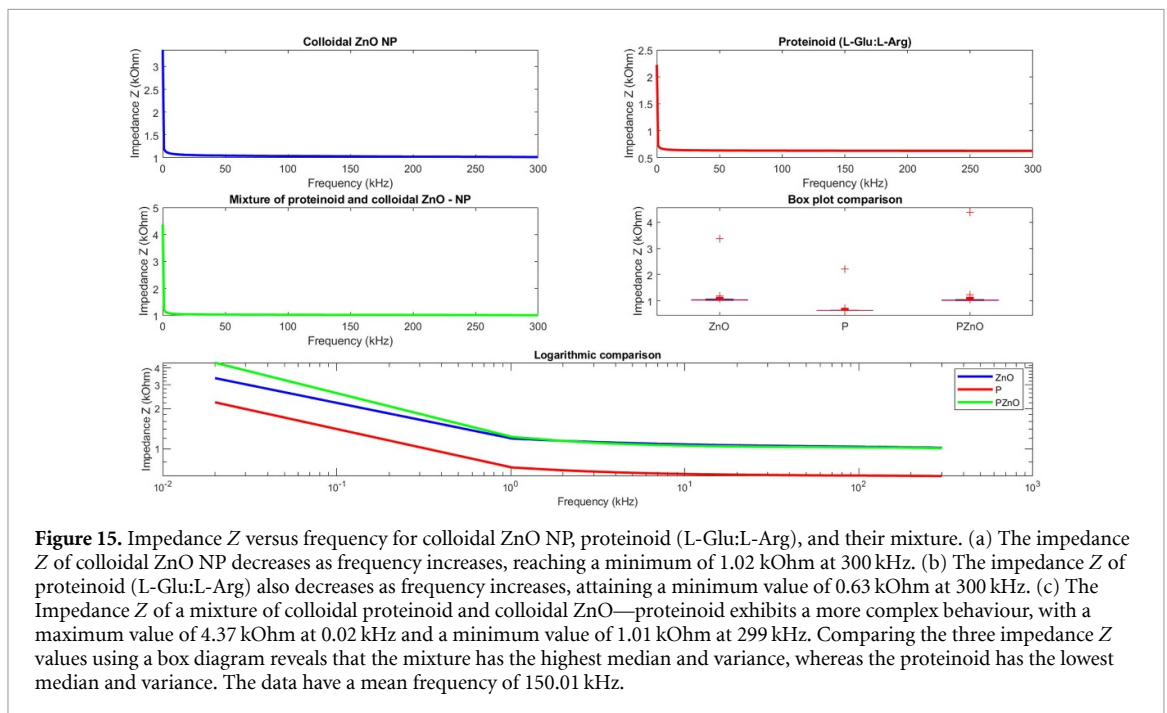 Colloidal ZnO NP
Impedance Z (kOhm)
3
2.5
2
1.5
1
0 50 100 150 200 250 300
Frequency (kHz)
Proteinoid (L-Glu:L-Arg)
Impedance Z (kOhm)
2.5
2
1.5
1
0.5
0 50 100 150 200 250 300
Frequency (kHz)
Mixture of proteinoid and colloidal ZnO - NP
Impedance Z (kOhm)
5
4
3
2
1
0 50 100 150 200 250 300
Frequency (kHz)
Box plot comparison
Impedance Z (kOhm)
4
3
2
1
ZnO P PZnO
Logarithmic comparison
Impedance Z (kOhm)
4
3
2
1
ZnO
P
PZnO
10-2 10-1 100 101 102 103
Frequency (kHz)
Figure 15. Impedance Z versus frequency for colloidal ZnO NP, proteinoid (L-Glu:L-Arg), and their mixture. (a) The impedance
Z of colloidal ZnO NP decreases as frequency increases, reaching a minimum of 1.02 kOhm at 300 kHz. (b) The impedance Z of
proteinoid (L-Glu:L-Arg) also decreases as frequency increases, attaining a minimum value of 0.63 kOhm at 300 kHz. (c) The
Impedance Z of a mixture of colloidal proteinoid and colloidal ZnO—proteinoid exhibits a more complex behaviour, with a
maximum value of 4.37 kOhm at 0.02 kHz and a minimum value of 1.01 kOhm at 299 kHz. Comparing the three impedance Z
values using a box diagram reveals that the mixture has the highest median and variance, whereas the proteinoid has the lowest
median and variance. The data have a mean frequency of 150.01 kHz.